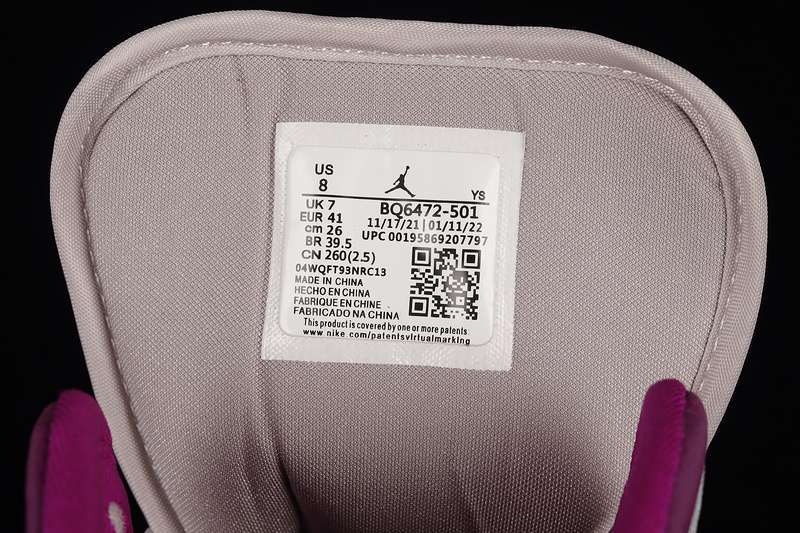 US
8
YS
UK 7
EUR 41
cm 26
BR 39.5
CN 260(2.5)
BQ6472-501
11/17/21 | 01/11/22
UPC 00195869207797
04WQFT93NRC13
MADE IN CHINA
HECHO EN CHINA
FABRIQUE EN CHINE
FABRICADO NA CHINA
This product is covered by one or more patents
www.nike.com/patentsvirtualmarking